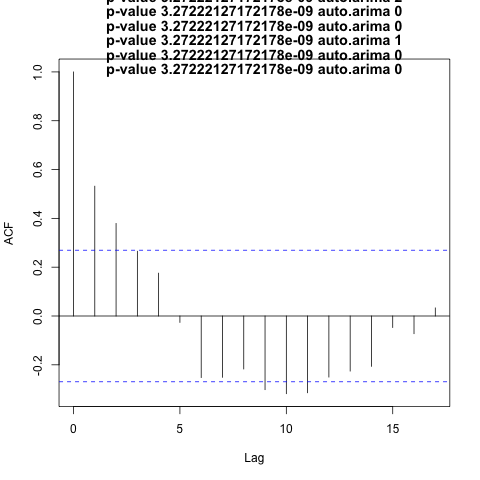 p-value 3.27222127172178e-09 auto.arima 0
p-value 3.27222127172178e-09 auto.arima 0
p-value 3.27222127172178e-09 auto.arima 1
p-value 3.27222127172178e-09 auto.arima 0
p-value 3.27222127172178e-09 auto.arima 0
1.0
0.8
0.6
0.4
0.2
0.0
-0.2
ACF
0 5 10 15
Lag